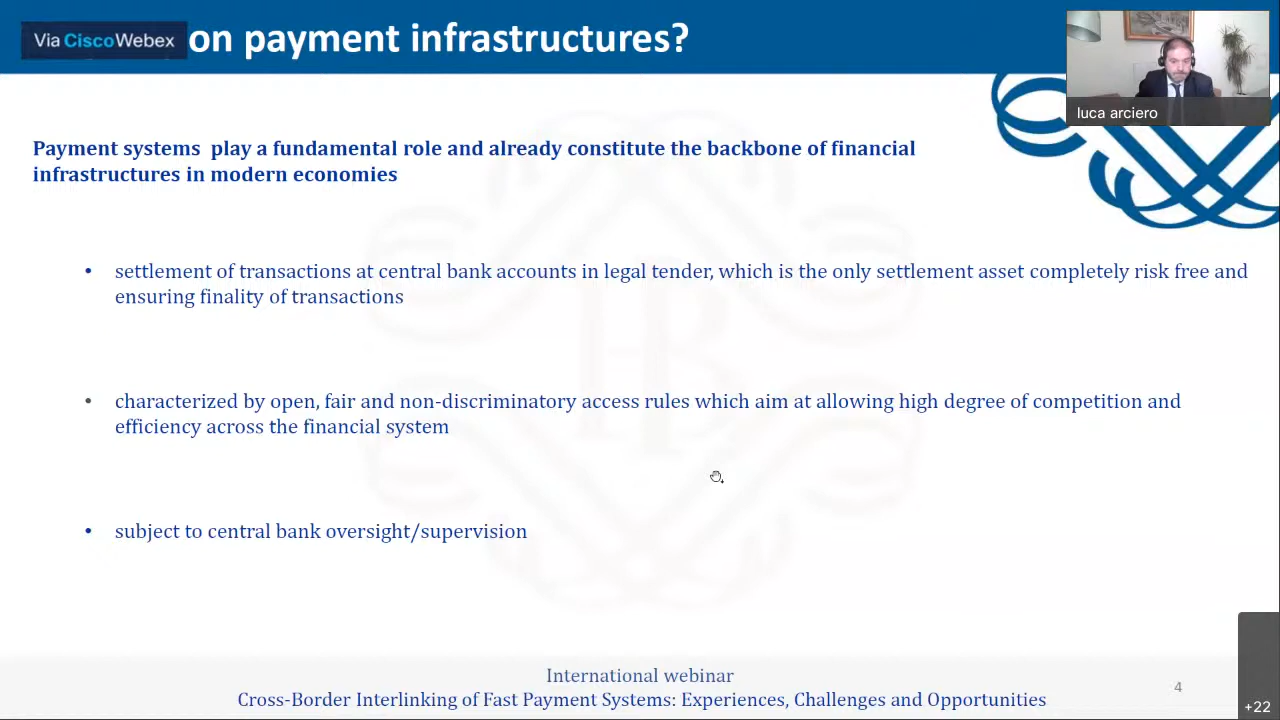 Via CiscoWebex on payment infrastructures?
luca arciero
Payment systems play a fundamental role and already constitute the backbone of financial
infrastructures in modern economies
• settlement of transactions at central bank accounts in legal tender, which is the only settlement asset completely risk free and
ensuring finality of transactions
• characterized by open, fair and non-discriminatory access rules which aim at allowing high degree of competition and
efficiency across the financial system
• subject to central bank oversight/supervision
International webinar
Cross-Border Interlinking of Fast Payment Systems: Experiences, Challenges and Opportunities
4
+22